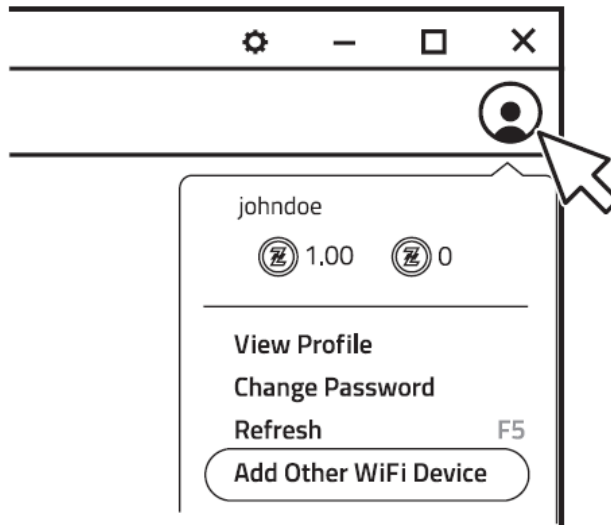 johndoe
1.00 0
View Profile
Change Password
Refresh F5
Add Other WiFi Device